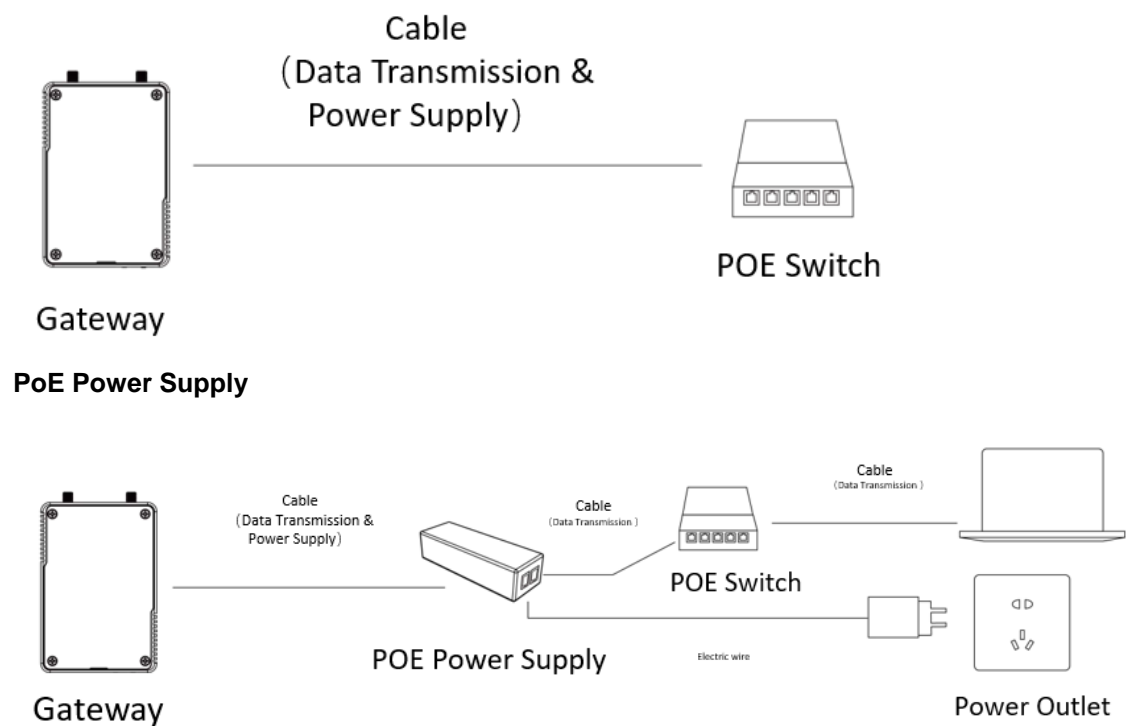 Cable
（Data Transmission &
Power Supply）
POE Switch
Gateway
PoE Power Supply
Cable
（Data Transmission ）
Cable
（Data Transmission &
Power Supply）
Cable
（Data Transmission ）
POE Switch
POE Power Supply
Electric wire
Gateway
Power Outlet